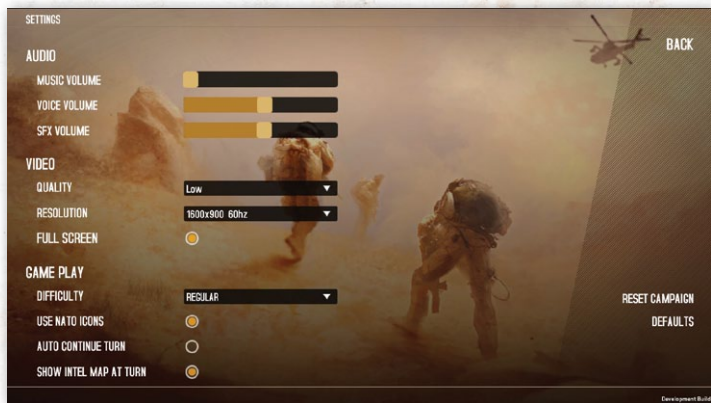 SETTINGS
BACK
AUDIO
MUSIC VOLUME
VOICE VOLUME
SFX VOLUME
VIDEO
QUALITY Low
RESOLUTION 1600x900 60hz
FULL SCREEN
GAME PLAY
DIFFICULTY REGULAR
RESET CAMPAIGN
USE NATO ICONS
DEFAULTS
AUTO CONTINUE TURN
SHOW INTEL MAP AT TURN
Development Build